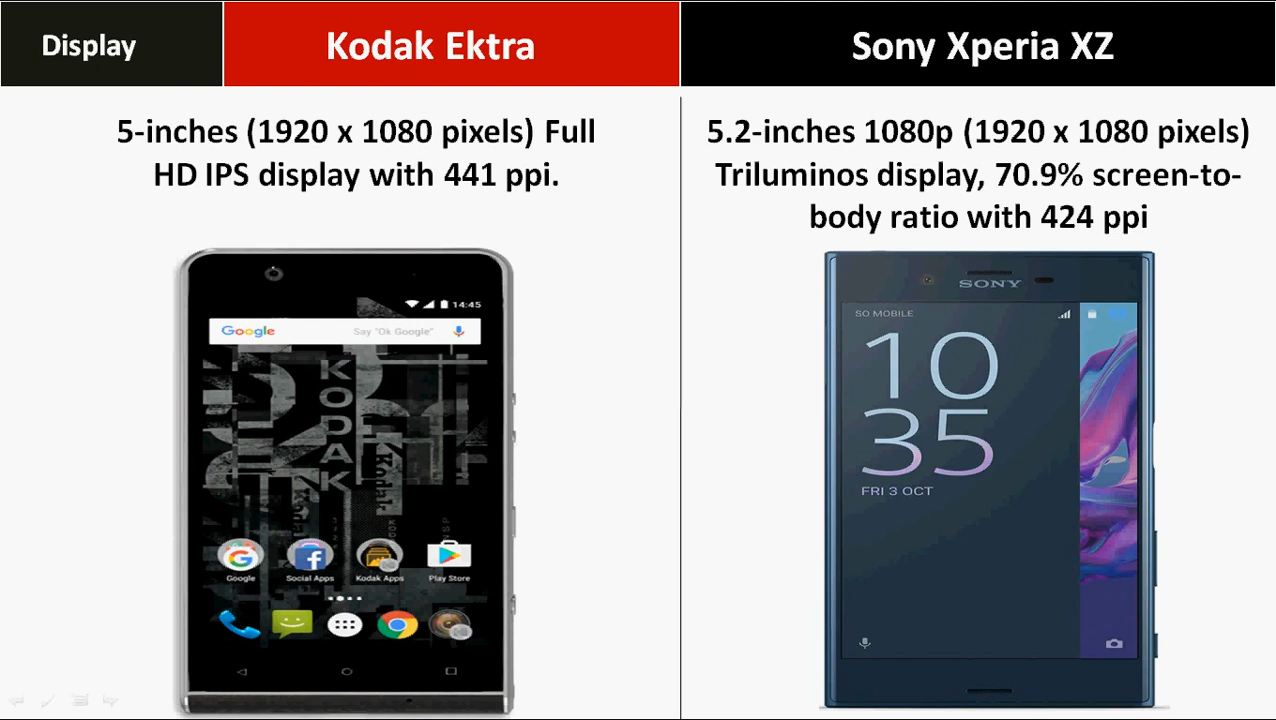 Display
Kodak Ektra
Sony Xperia XZ
5-inches (1920 x 1080 pixels) Full
HD IPS display with 441 ppi.
5.2-inches 1080p (1920 x 1080 pixels)
Triluminos display, 70.9% screen-to-
body ratio with 424 ppi
14:45
Google
Say "Ok Google"
KODAK
Kodak
Google
Social Apps
Kodak Apps
Play Store
SONY
SO MOBILE
10
35
FRI 3 OCT